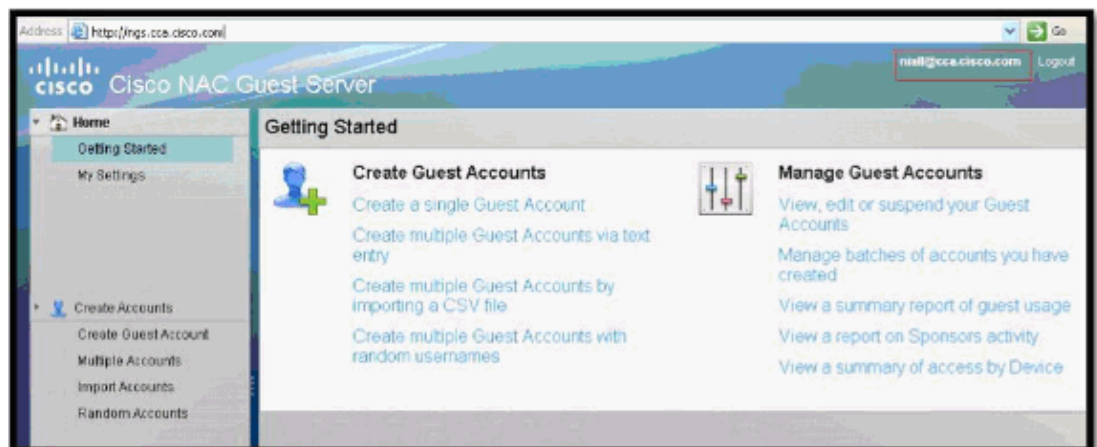 Address http://ngs.cca.cisco.com/ Go
cisco Cisco NAC Guest Server
niall@cca.cisco.com Logout
Home
Getting Started
My Settings
Create Accounts
Create Guest Account
Multiple Accounts
Import Accounts
Random Accounts
Getting Started
Create Guest Accounts
Create a single Guest Account
Create multiple Guest Accounts via text
entry
Create multiple Guest Accounts by
importing a CSV file
Create multiple Guest Accounts with
random usernames
Manage Guest Accounts
View, edit or suspend your Guest
Accounts
Manage batches of accounts you have
created
View a summary report of guest usage
View a report on Sponsors activity
View a summary of access by Device